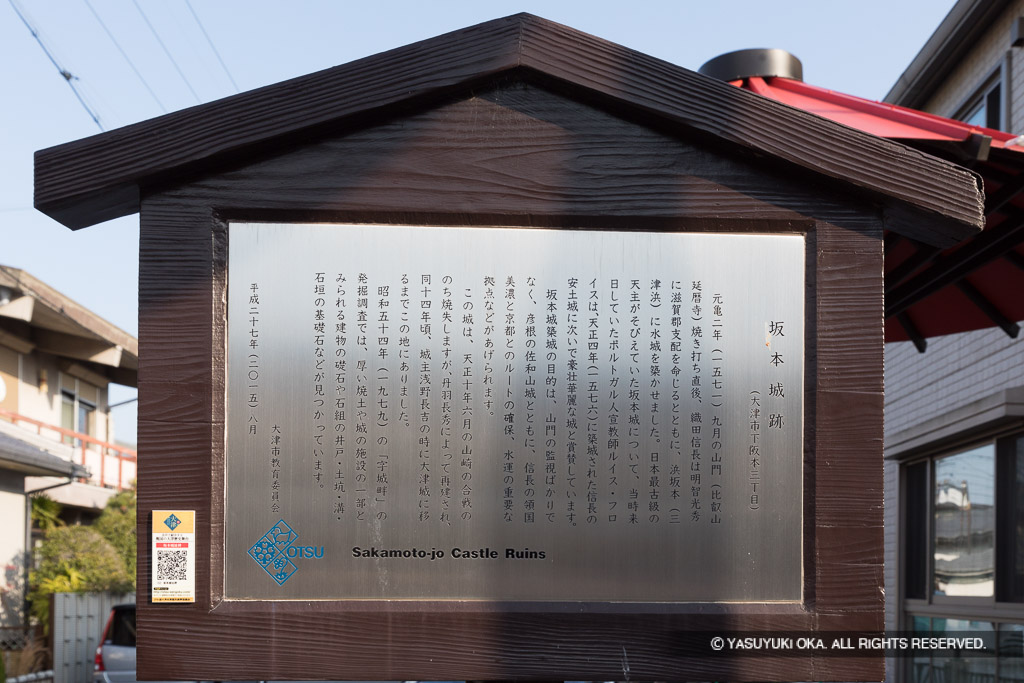 坂本城跡
（大津市下阪本三丁目）
元亀二年（一五七一）九月の山門（比叡山
延暦寺）焼き打ち直後、織田信長は明智光秀
に滋賀郡支配を命じるとともに、浜坂本（三
津浜）に水城を築かせました。日本最古級の
天主がそびえていた坂本城について、当時来
日していたポルトガル人宣教師ルイス・フロ
イスは、天正四年（一五七六）に築城された信長の
安土城に次いで豪壮華麗な城と賞賛しています。
坂本城築城の目的は、山門の監視ばかりで
なく、彦根の佐和山城とともに、信長の領国
美濃と京都とのルートの確保、水運の重要な
拠点などがあげられます。
この城は、天正十年六月の山崎の合戦の
のち焼失しますが、丹羽長秀によって再建され、
同十四年頃、城主浅野長吉の時に大津城に移
るまでこの地にありました。
昭和五十四年（一九七九）の「字城畔」の
発掘調査では、厚い焼土や城の施設の一部と
みられる建物の礎石や石組の井戸・土坑・溝・
石垣の基礎石などが見つかっています。
大津市教育委員会
平成二十七年（二〇一五）八月
OTSU
Sakamoto-jo Castle Ruins
© YASUYUKI OKA. ALL RIGHTS RESERVED.